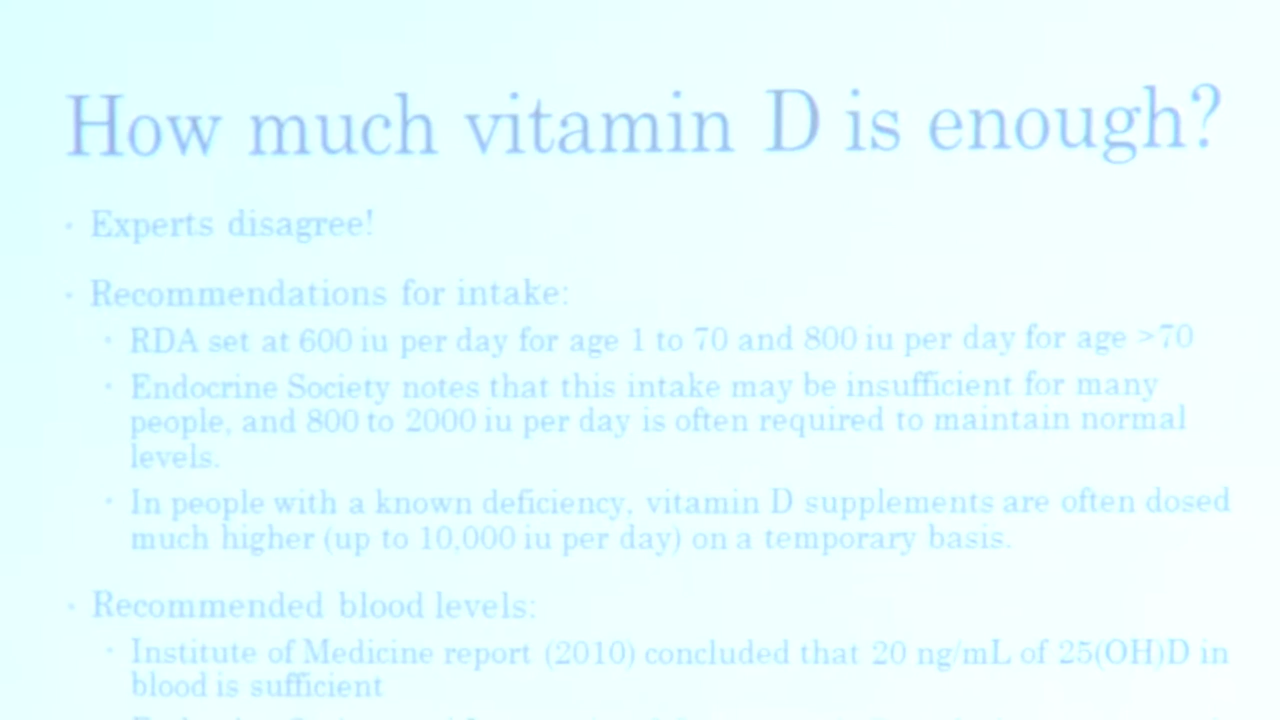 How much vitamin D is enough?
• Experts disagree!
• Recommendations for intake:
• RDA set at 600 iu per day for age 1 to 70 and 800 iu per day for age >70
• Endocrine Society notes that this intake may be insufficient for many
people, and 800 to 2000 iu per day is often required to maintain normal
levels.
• In people with a known deficiency, vitamin D supplements are often dosed
much higher (up to 10,000 iu per day) on a temporary basis.
• Recommended blood levels:
• Institute of Medicine report (2010) concluded that 20 ng/mL of 25(OH)D in
blood is sufficient